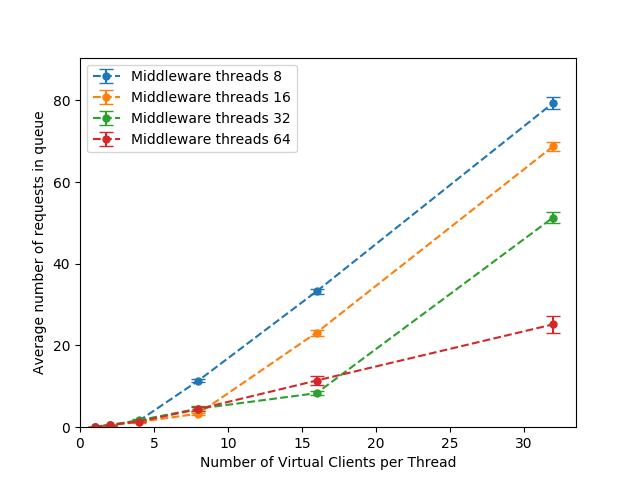 Middleware threads 8
Middleware threads 16
Middleware threads 32
Middleware threads 64
Average number of requests in queue
80
60
40
20
0
0 5 10 15 20 25 30
Number of Virtual Clients per Thread